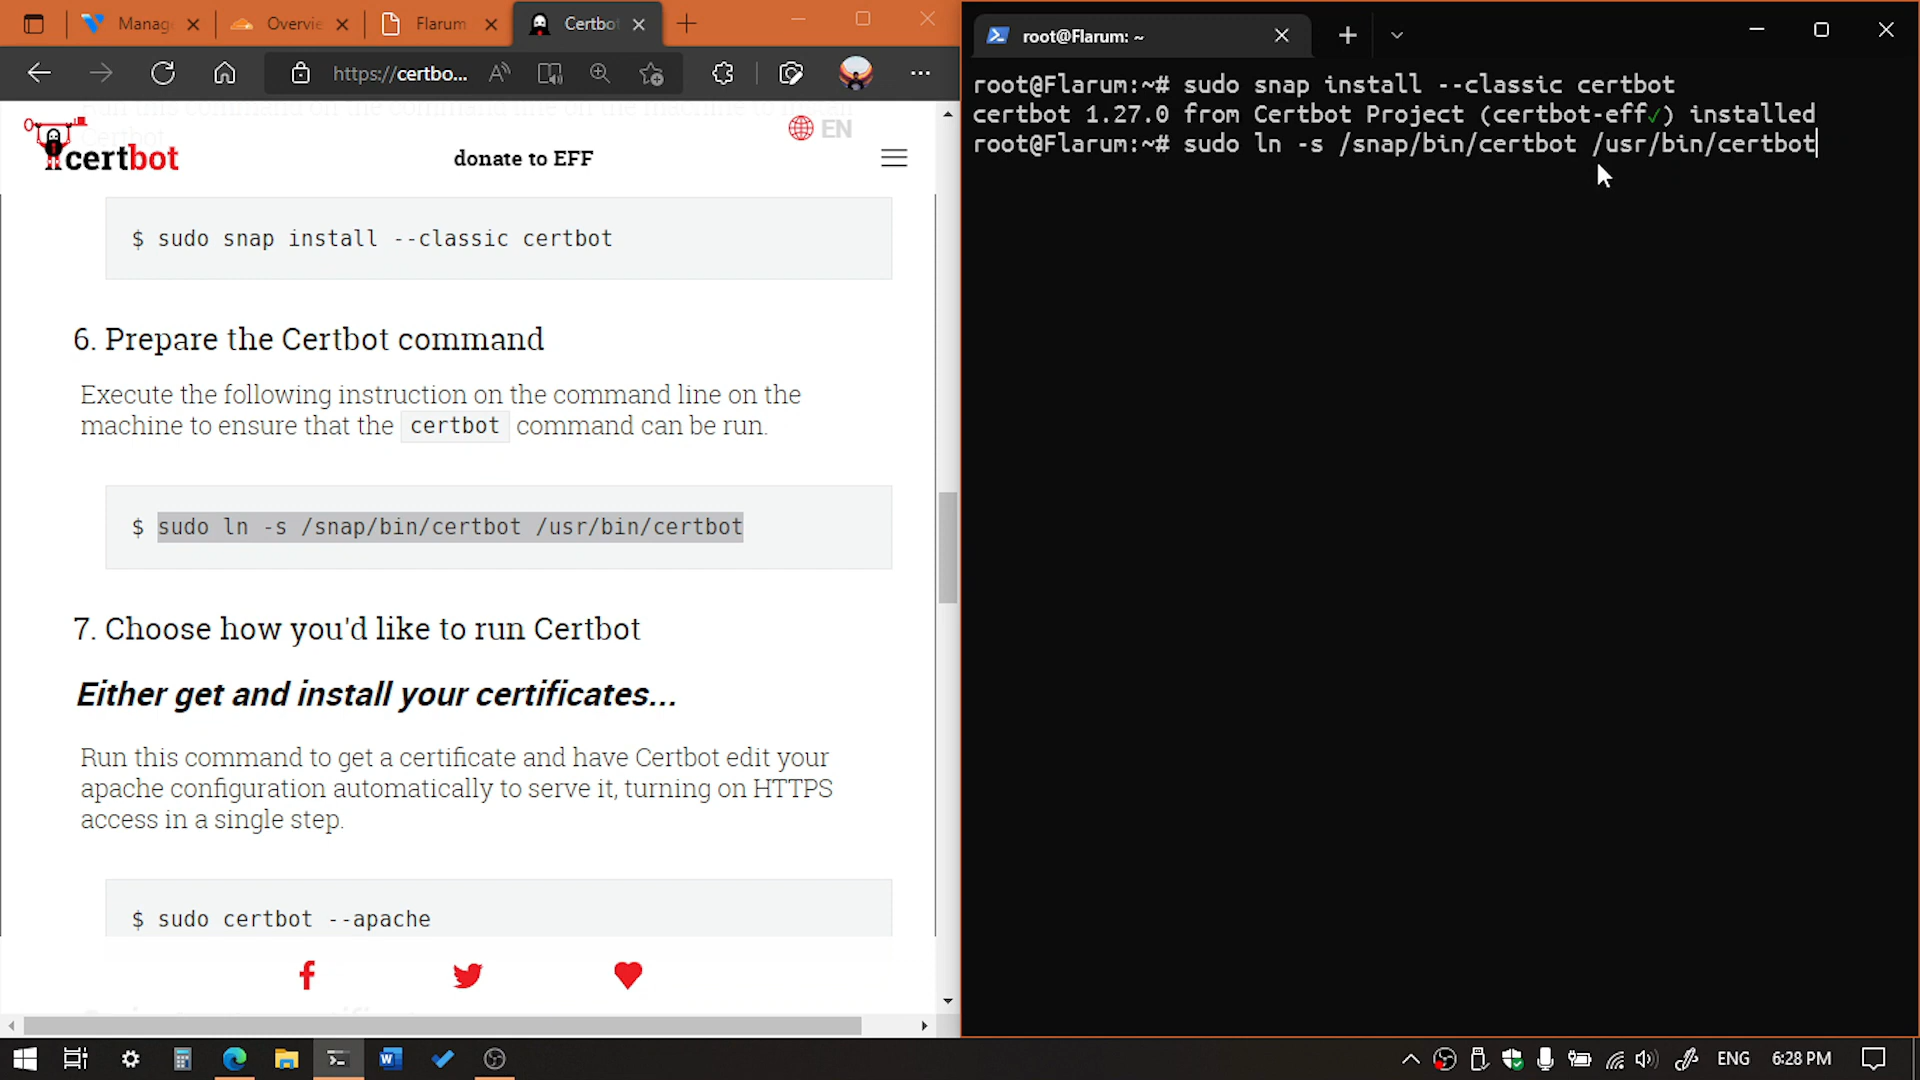 Manag
Overvie
Flarum
Certbo
https://certbo...
certbot
donate to EFF
EN
$ sudo snap install --classic certbot
6. Prepare the Certbot command
Execute the following instruction on the command line on the
machine to ensure that the certbot command can be run.
$ sudo ln -s /snap/bin/certbot /usr/bin/certbot
7. Choose how you'd like to run Certbot
Either get and install your certificates...
Run this command to get a certificate and have Certbot edit your
apache configuration automatically to serve it, turning on HTTPS
access in a single step.
$ sudo certbot --apache
root@Flarum: ~
root@Flarum:~# sudo snap install --classic certbot
certbot 1.27.0 from Certbot Project (certbot-eff✓) installed
root@Flarum:~# sudo ln -s /snap/bin/certbot /usr/bin/certbot
ENG
6:28 PM